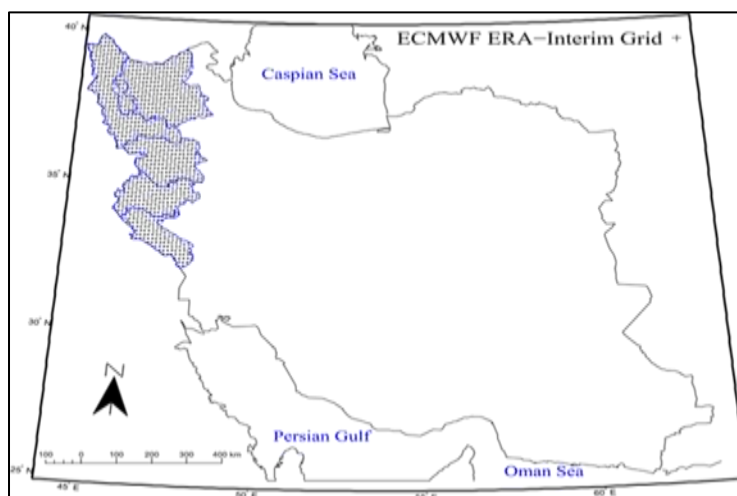 40° N
ECMWF ERA−Interim Grid +
Caspian Sea
35° N
30° N
N
Persian Gulf
Oman Sea
100 0 100 200 300 400 km
25° N
45° E
60° E